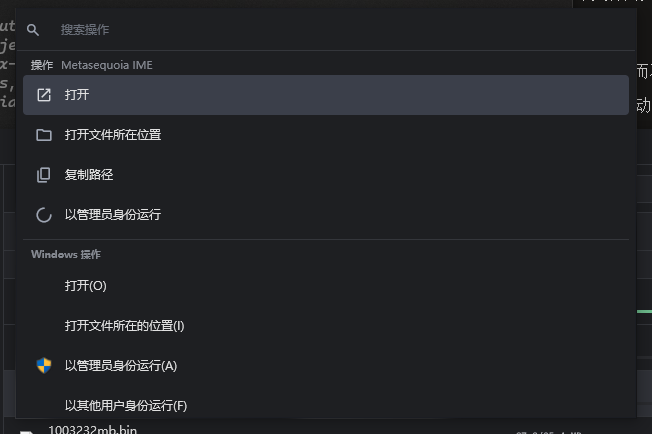 搜索操作
操作 Metasequoia IME
打开
打开文件所在位置
复制路径
以管理员身份运行
Windows 操作
打开(O)
打开文件所在的位置(I)
以管理员身份运行(A)
以其他用户身份运行(F)
1003232mb.bin